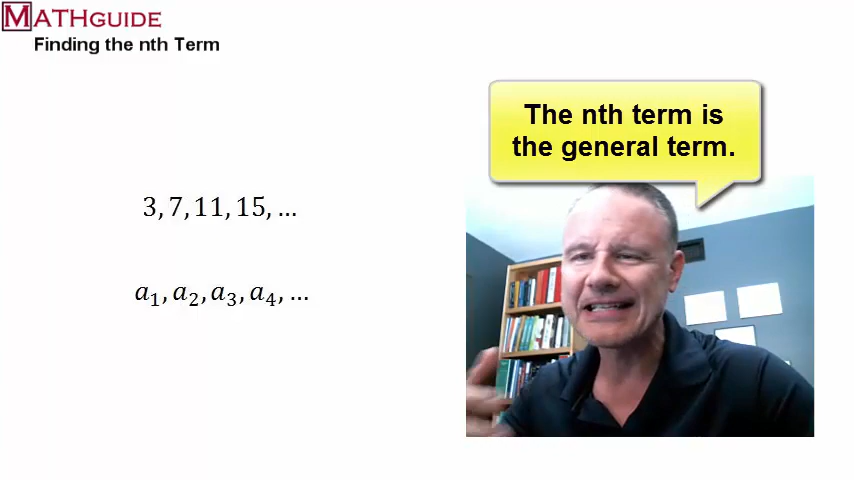 MATHGUIDE
Finding the nth Term
The nth term is
the general term.
3, 7, 11, 15, ...
a₁, a₂, a₃, a₄, ...